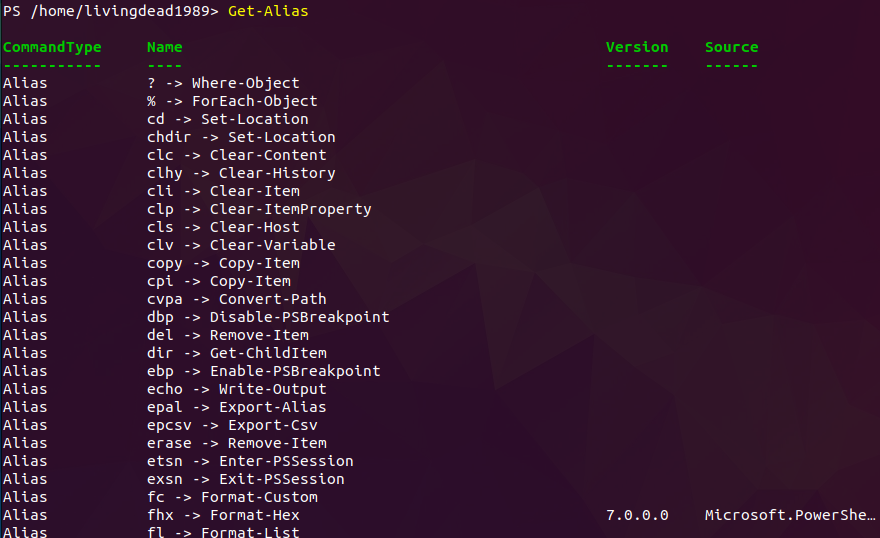 PS /home/livingdead1989> Get-Alias
CommandType     Name                                               Version    Source
-----------     ----                                               -------    ------
Alias           ? -> Where-Object
Alias           % -> ForEach-Object
Alias           cd -> Set-Location
Alias           chdir -> Set-Location
Alias           clc -> Clear-Content
Alias           clhy -> Clear-History
Alias           cli -> Clear-Item
Alias           clp -> Clear-ItemProperty
Alias           cls -> Clear-Host
Alias           clv -> Clear-Variable
Alias           copy -> Copy-Item
Alias           cpi -> Copy-Item
Alias           cvpa -> Convert-Path
Alias           dbp -> Disable-PSBreakpoint
Alias           del -> Remove-Item
Alias           dir -> Get-ChildItem
Alias           ebp -> Enable-PSBreakpoint
Alias           echo -> Write-Output
Alias           epal -> Export-Alias
Alias           epcsv -> Export-Csv
Alias           erase -> Remove-Item
Alias           etsn -> Enter-PSSession
Alias           exsn -> Exit-PSSession
Alias           fc -> Format-Custom
Alias           fhx -> Format-Hex                                  7.0.0.0    Microsoft.PowerShe…
Alias           fl -> Format-List